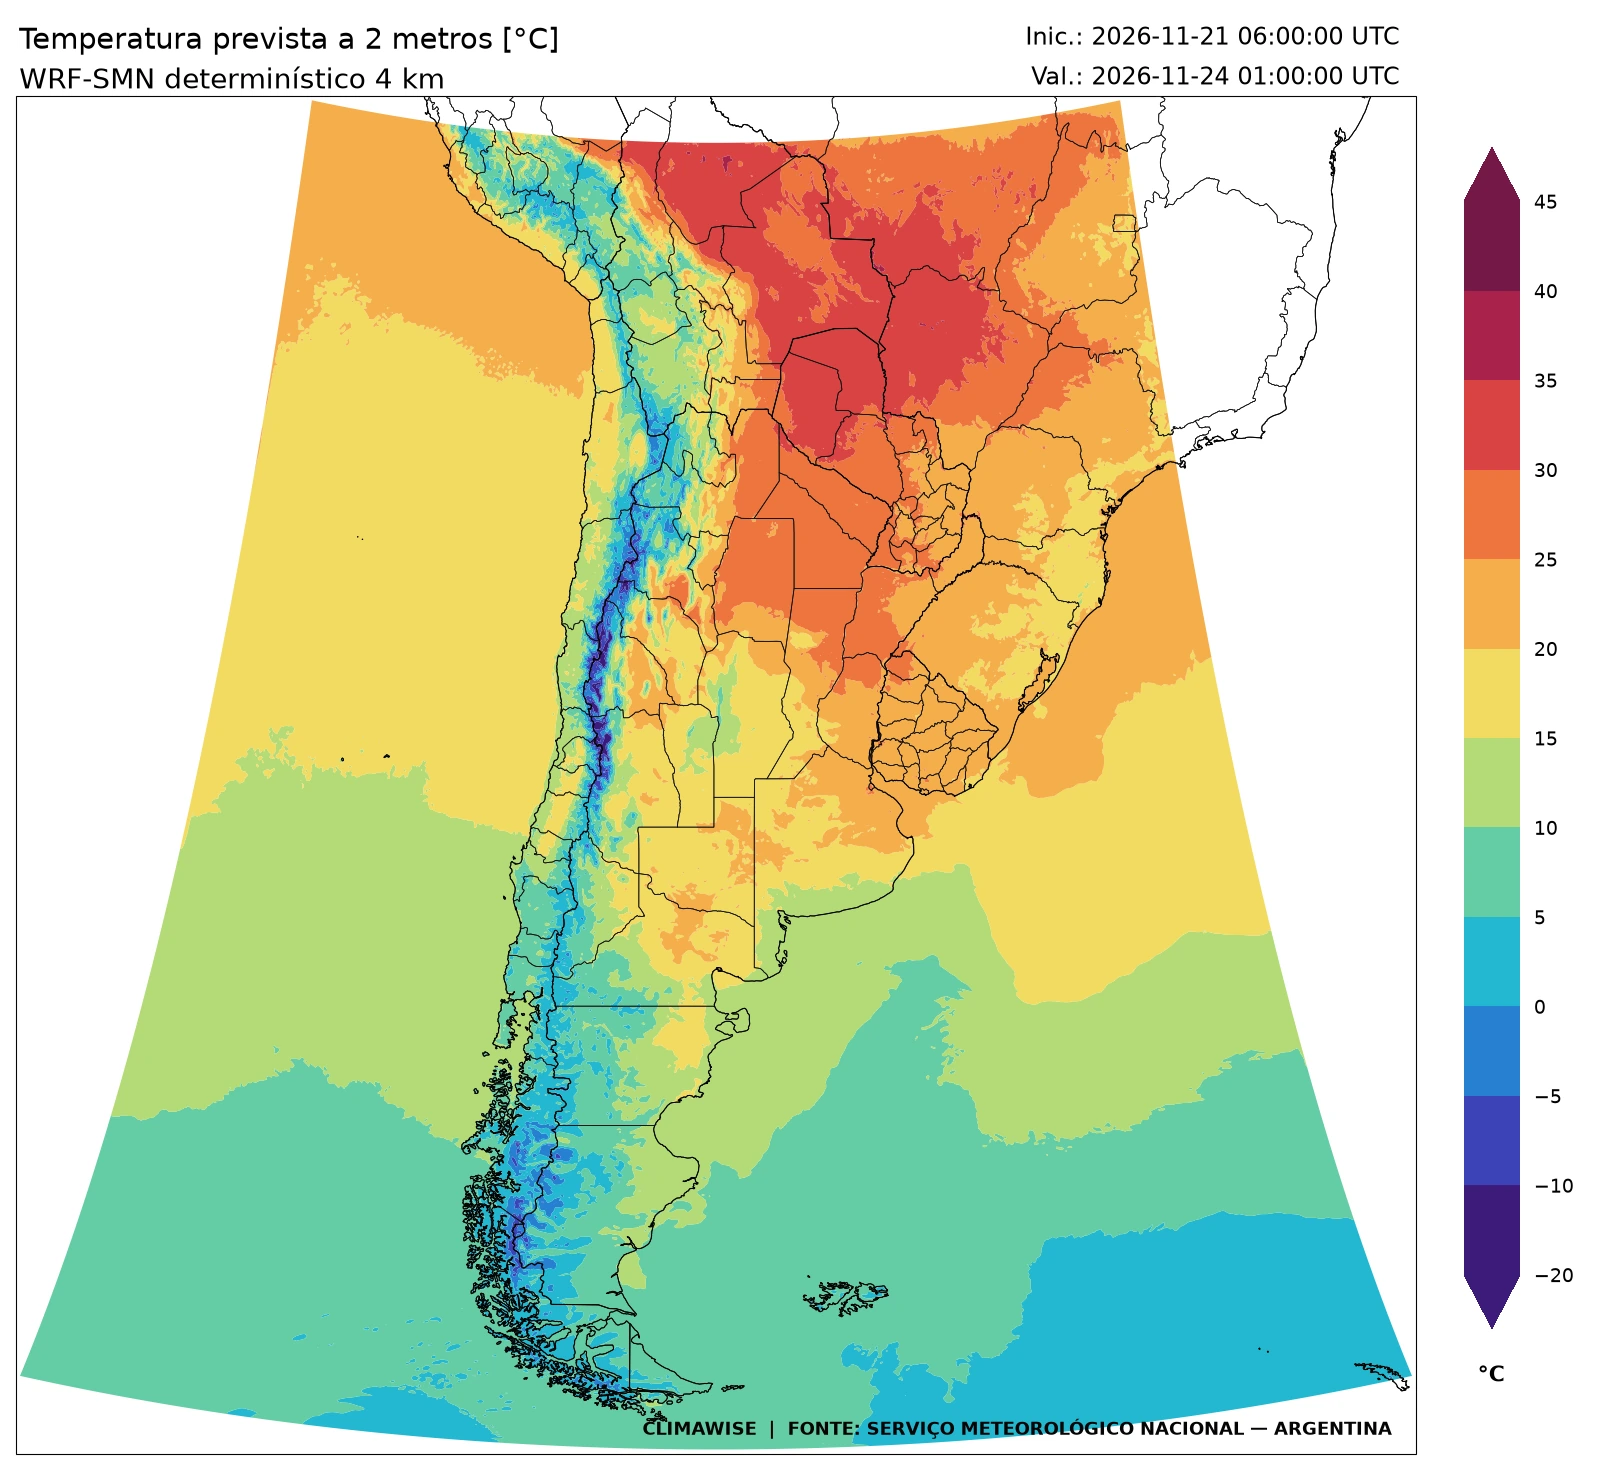 Temperatura prevista a 2 metros [°C]
WRF-SMN determinístico 4 km
Inic.: 2026-11-21 06:00:00 UTC
Val.: 2026-11-24 01:00:00 UTC
45
40
35
30
25
20
15
10
5
0
−5
−10
−20
°C
CLIMAWISE | FONTE: SERVIÇO METEOROLÓGICO NACIONAL — ARGENTINA